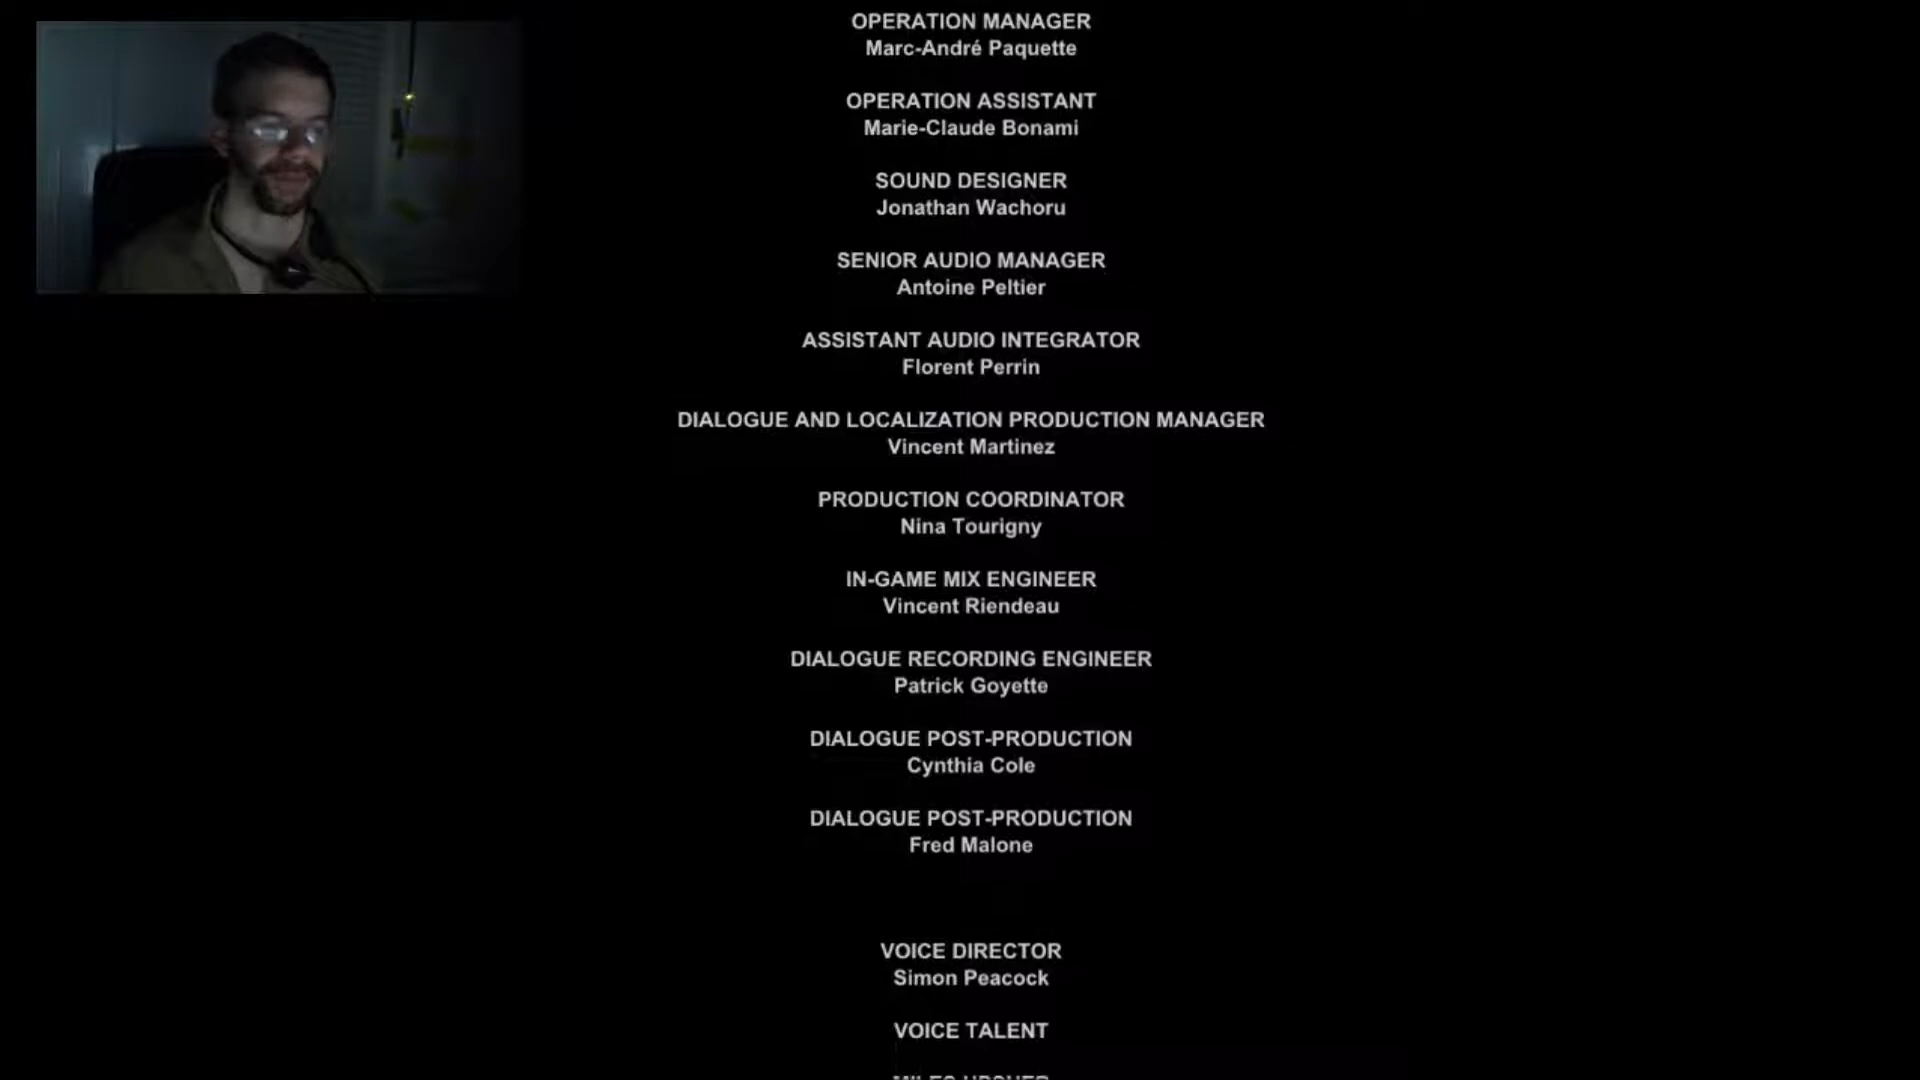 OPERATION MANAGER
Marc-André Paquette
OPERATION ASSISTANT
Marie-Claude Bonami
SOUND DESIGNER
Jonathan Wachoru
SENIOR AUDIO MANAGER
Antoine Peltier
ASSISTANT AUDIO INTEGRATOR
Florent Perrin
DIALOGUE AND LOCALIZATION PRODUCTION MANAGER
Vincent Martinez
PRODUCTION COORDINATOR
Nina Tourigny
IN-GAME MIX ENGINEER
Vincent Riendeau
DIALOGUE RECORDING ENGINEER
Patrick Goyette
DIALOGUE POST-PRODUCTION
Cynthia Cole
DIALOGUE POST-PRODUCTION
Fred Malone
VOICE DIRECTOR
Simon Peacock
VOICE TALENT